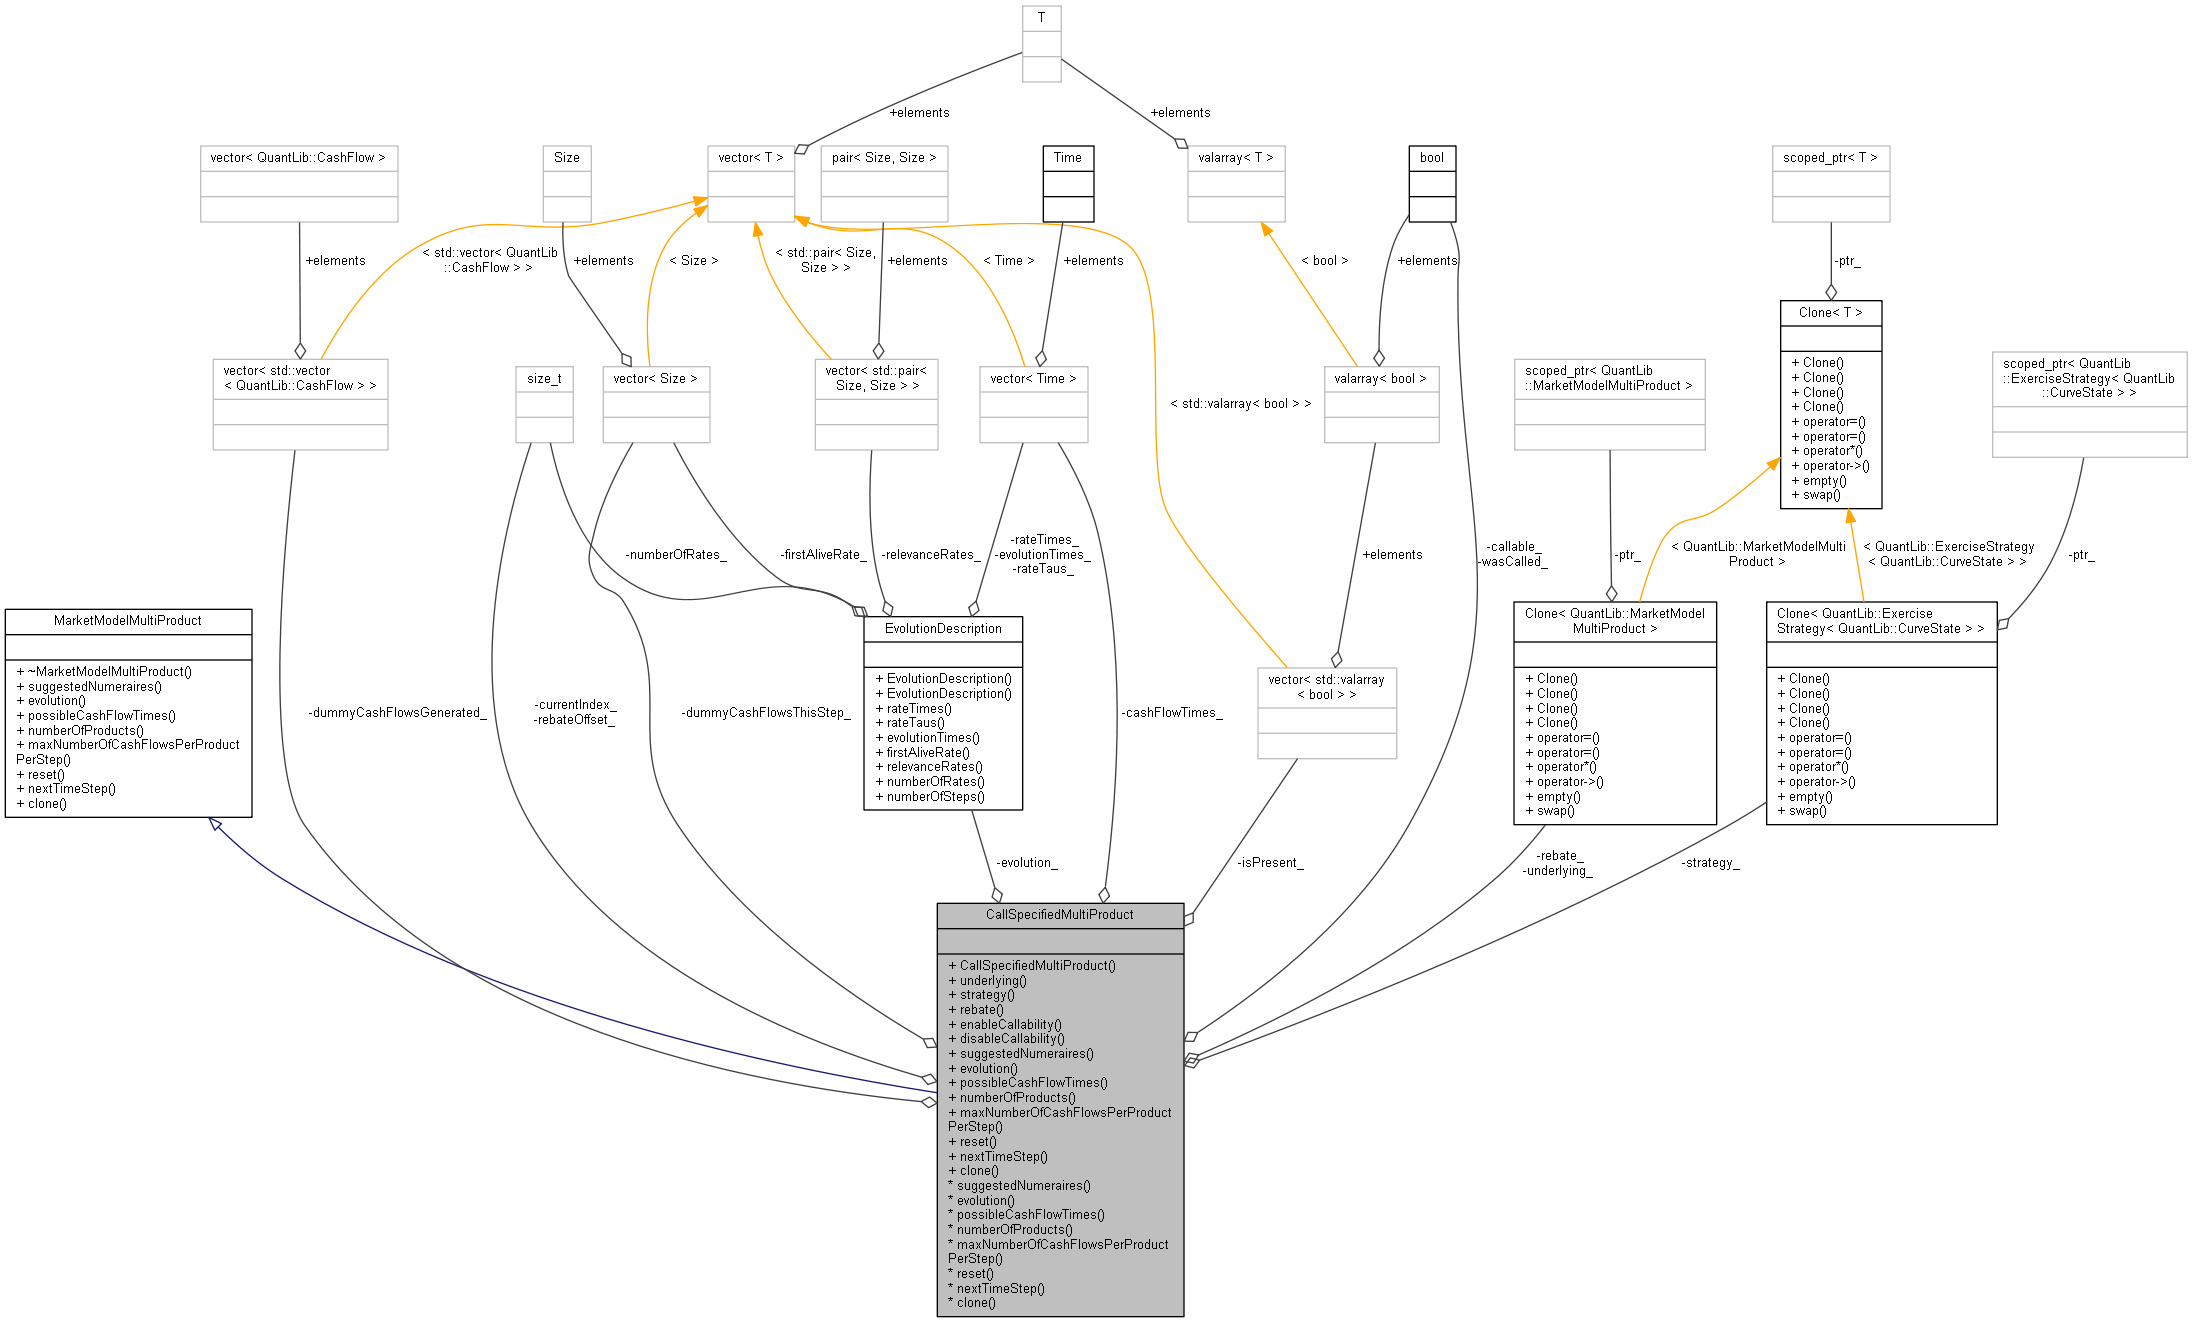 T
+elements
+elements
vector< QuantLib::CashFlow >
Size
vector< T >
pair< Size, Size >
Time
valarray< T >
bool
scoped_ptr< T >
+elements
< std::vector< QuantLib
::CashFlow > >
+elements
< Size >
< std::pair< Size,
Size > >
+elements
< Time >
+elements
< bool >
+elements
-ptr_
Clone< T >
+ Clone()
+ Clone()
+ Clone()
+ Clone()
+ operator=()
+ operator=()
+ operator*()
+ operator->()
+ empty()
+ swap()
vector< std::vector
< QuantLib::CashFlow > >
size_t
vector< Size >
vector< std::pair<
Size, Size > >
vector< Time >
< std::valarray< bool > >
valarray< bool >
scoped_ptr< QuantLib
::MarketModelMultiProduct >
scoped_ptr< QuantLib
::ExerciseStrategy< QuantLib
::CurveState > >
-numberOfRates_
-firstAliveRate_
-relevanceRates_
-rateTimes_
-evolutionTimes_
-rateTaus_
+elements
-callable_
-wasCalled_
-ptr_
< QuantLib::MarketModelMulti
Product >
< QuantLib::ExerciseStrategy
< QuantLib::CurveState > >
-ptr_
MarketModelMultiProduct
+ ~MarketModelMultiProduct()
+ suggestedNumeraires()
+ evolution()
+ possibleCashFlowTimes()
+ numberOfProducts()
+ maxNumberOfCashFlowsPerProduct
PerStep()
+ reset()
+ nextTimeStep()
+ clone()
-dummyCashFlowsGenerated_
-currentIndex_
-rebateOffset_
-dummyCashFlowsThisStep_
EvolutionDescription
+ EvolutionDescription()
+ EvolutionDescription()
+ rateTimes()
+ rateTaus()
+ evolutionTimes()
+ firstAliveRate()
+ relevanceRates()
+ numberOfRates()
+ numberOfSteps()
-cashFlowTimes_
vector< std::valarray
< bool > >
Clone< QuantLib::MarketModel
MultiProduct >
+ Clone()
+ Clone()
+ Clone()
+ Clone()
+ operator=()
+ operator=()
+ operator*()
+ operator->()
+ empty()
+ swap()
Clone< QuantLib::Exercise
Strategy< QuantLib::CurveState > >
+ Clone()
+ Clone()
+ Clone()
+ Clone()
+ operator=()
+ operator=()
+ operator*()
+ operator->()
+ empty()
+ swap()
-evolution_
-isPresent_
-rebate_
-underlying_
-strategy_
CallSpecifiedMultiProduct
+ CallSpecifiedMultiProduct()
+ underlying()
+ strategy()
+ rebate()
+ enableCallability()
+ disableCallability()
+ suggestedNumeraires()
+ evolution()
+ possibleCashFlowTimes()
+ numberOfProducts()
+ maxNumberOfCashFlowsPerProduct
PerStep()
+ reset()
+ nextTimeStep()
+ clone()
* suggestedNumeraires()
* evolution()
* possibleCashFlowTimes()
* numberOfProducts()
* maxNumberOfCashFlowsPerProduct
PerStep()
* reset()
* nextTimeStep()
* clone()